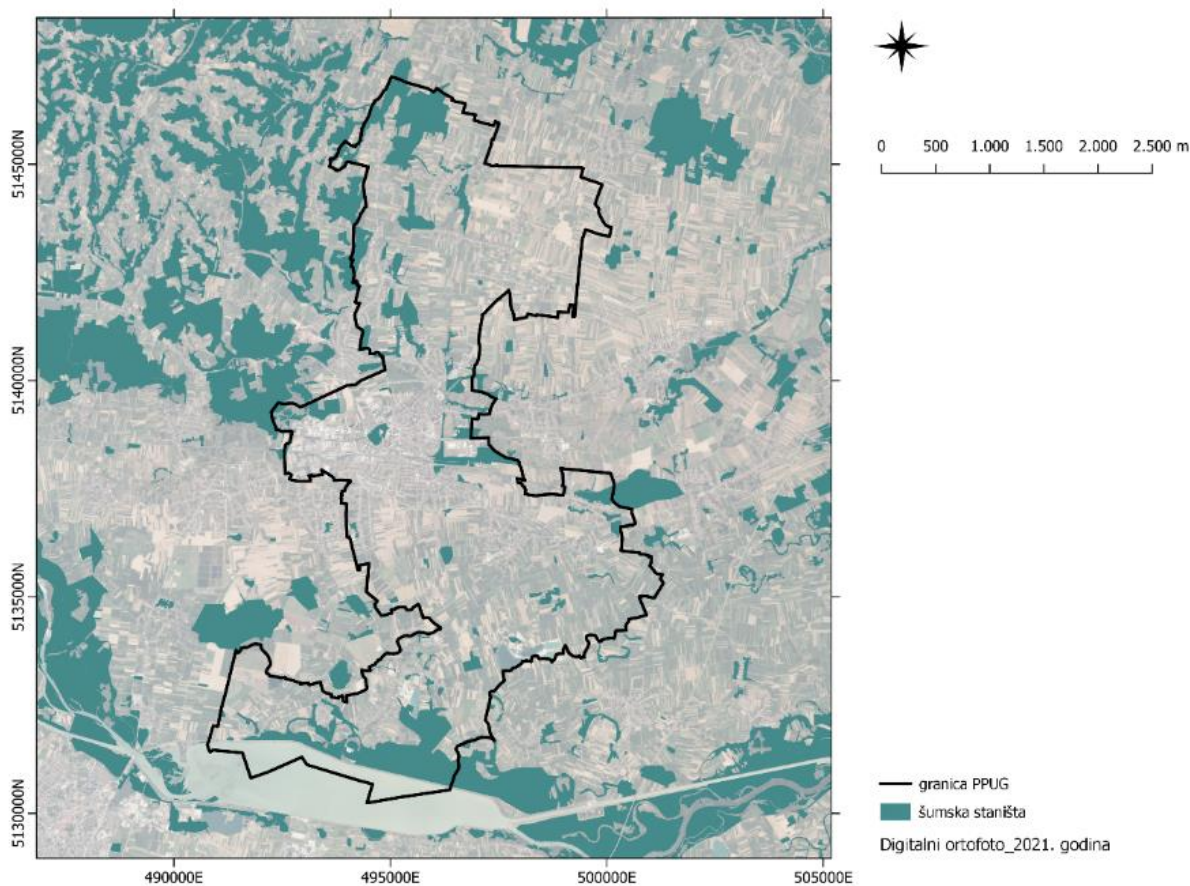 0 500 1.000 1.500 2.000 2.500 m
5145000N
5140000N
5135000N
5130000N
490000E 495000E 500000E 505000E
granica PPUG
šumska staništa
Digitalni ortofoto_2021. godina